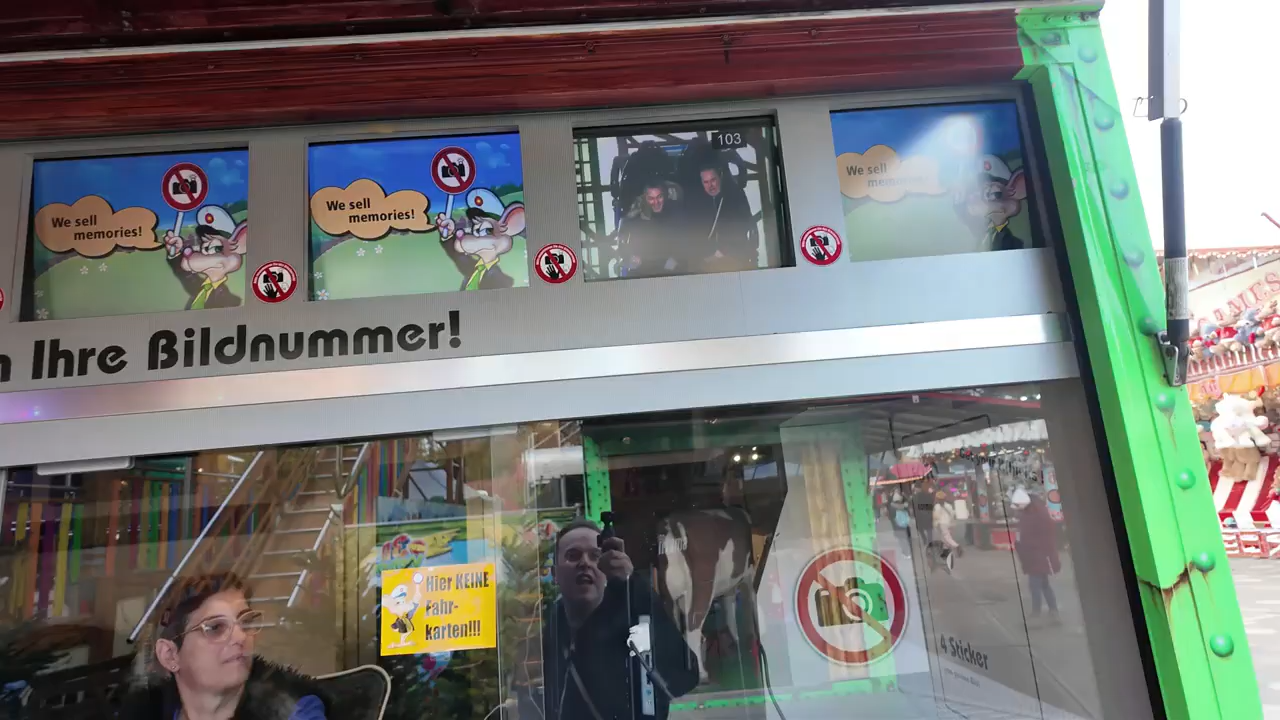 We sell
memories!
We sell
memories!
103
We sell
memories!
Ihre Bildnummer!
Hier KEINE
Fahr-
karten!!!
4 Sticker